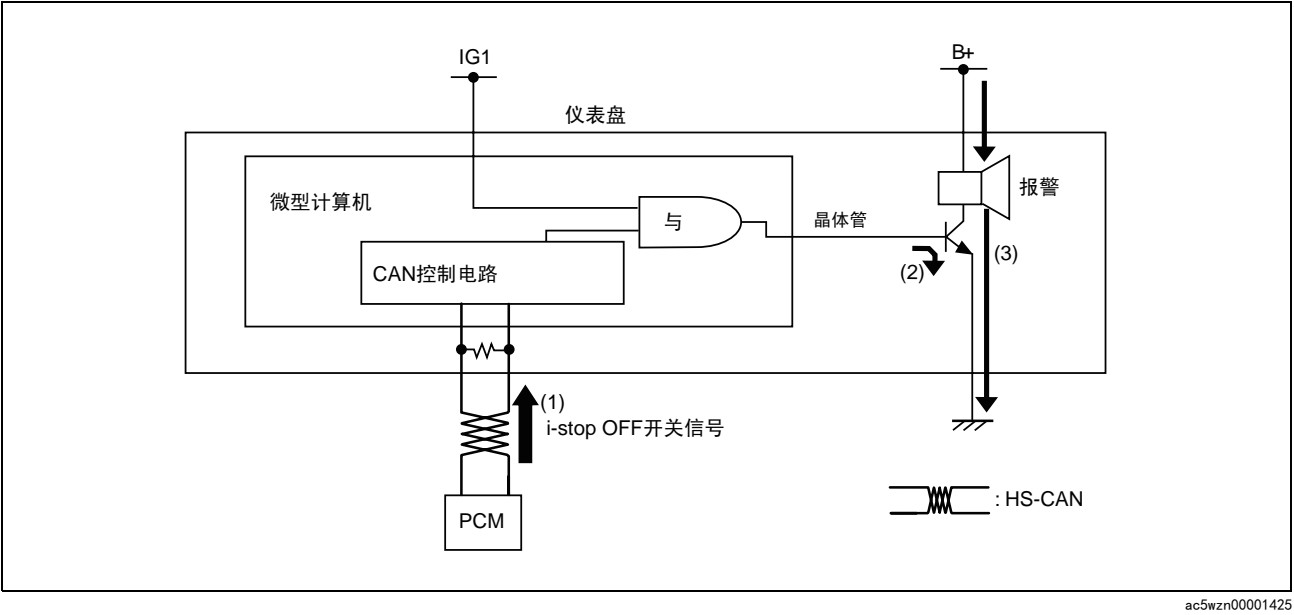 IG1
B+
仪表盘
微型计算机
报警
与
晶体管
CAN控制电路
(2)
(3)
(1)
i-stop OFF开关信号
PCM
: HS-CAN
ac5wzn00001425